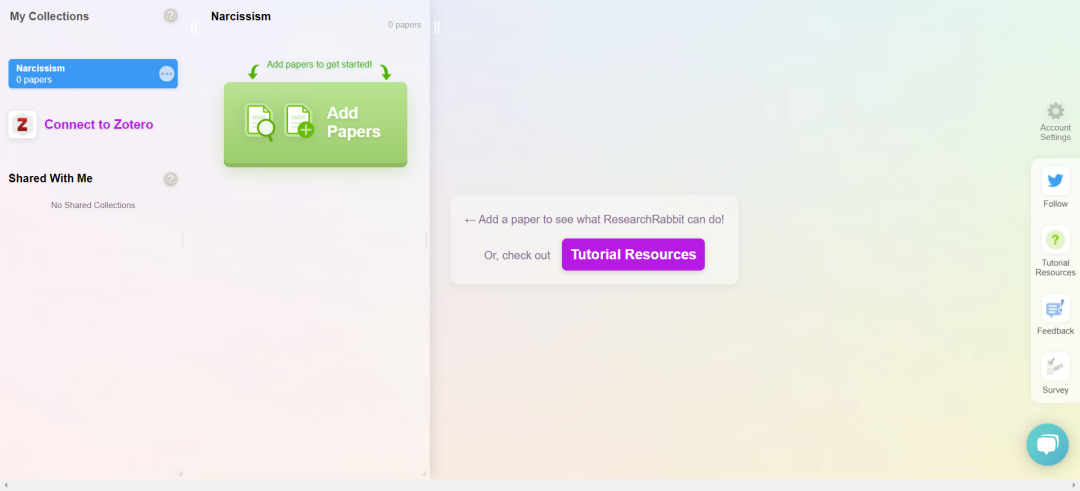 My Collections
?
Narcissism
0 papers
Z
Connect to Zotero
Shared With Me
?
No Shared Collections
Narcissism
0 papers
Add papers to get started!
Add
Papers
← Add a paper to see what ResearchRabbit can do!
Or, check out
Tutorial Resources
Account
Settings
Follow
?
Tutorial
Resources
Feedback
Survey